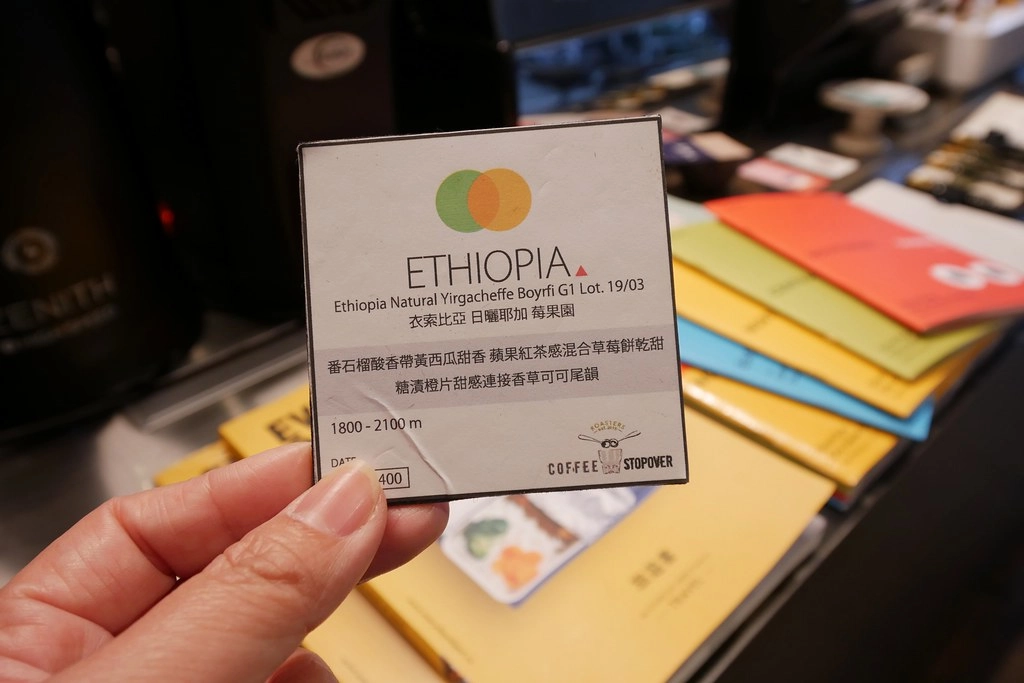 ETHIOPIA
Ethiopia Natural Yirgacheffe Boyrfi G1 Lot. 19/03
衣索比亞 日曬耶加 莓果園
番石榴酸香帶黃西瓜甜香 蘋果紅茶感混合草莓餅乾甜
糖漬橙片甜感連接香草可可尾韻
1800 - 2100 m
400
ROASTERS
COFFEE STOPOVER
ZENITH